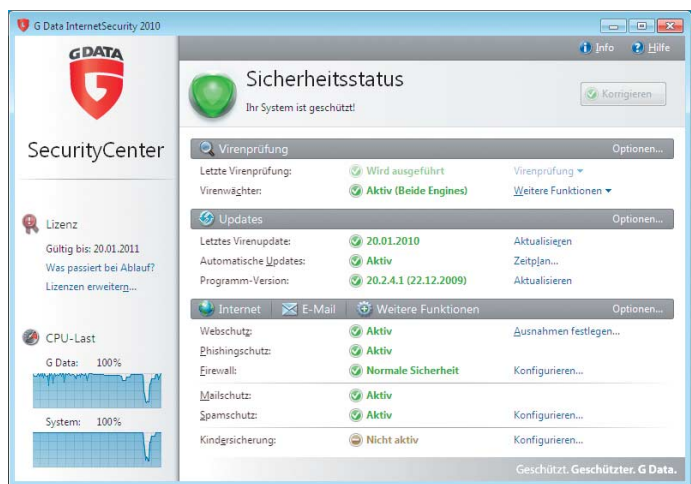 G Data InternetSecurity 2010
Info Hilfe
G DATA
G
SecurityCenter
Lizenz
Gültig bis: 20.01.2011
Was passiert bei Ablauf?
Lizenzen erweitern...
CPU-Last
G Data: 100%
System: 100%
Sicherheitsstatus
Ihr System ist geschützt!
Korrigieren
Virenprüfung Optionen...
Letzte Virenprüfung: Wird ausgeführt Virenprüfung
Virenwächter: Aktiv (Beide Engines) Weitere Funktionen
Updates Optionen...
Letztes Virenupdate: 20.01.2010 Aktualisieren
Automatische Updates: Aktiv Zeitplan...
Programm-Version: 20.2.4.1 (22.12.2009) Aktualisieren
Internet E-Mail Weitere Funktionen Optionen...
Webschutz: Aktiv Ausnahmen festlegen...
Phishingschutz: Aktiv
Firewall: Normale Sicherheit Konfigurieren...
Mailschutz: Aktiv
Spamschutz: Aktiv Konfigurieren...
Kindersicherung: Nicht aktiv Konfigurieren...
Geschützt. Geschützter. G Data.